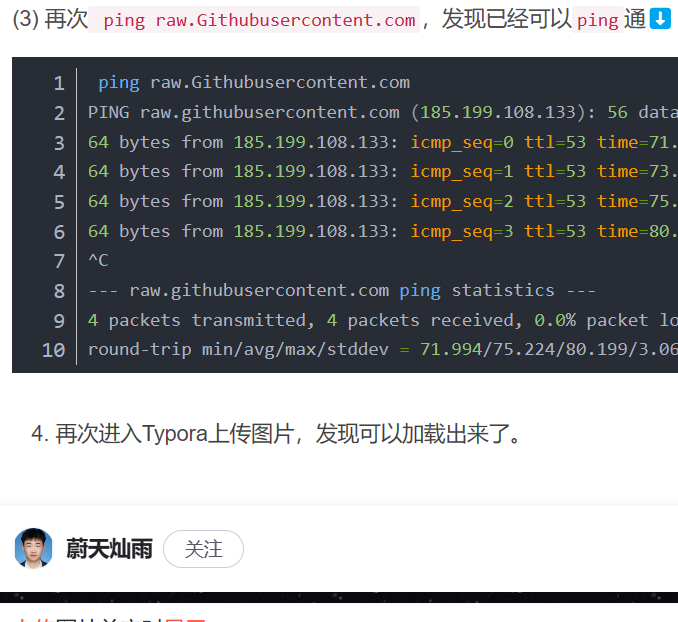 (3) 再次 ping raw.Githubusercontent.com ，发现已经可以ping通
1 ping raw.Githubusercontent.com
2 PING raw.githubusercontent.com (185.199.108.133): 56 data
3 64 bytes from 185.199.108.133: icmp_seq=0 ttl=53 time=71.
4 64 bytes from 185.199.108.133: icmp_seq=1 ttl=53 time=73.
5 64 bytes from 185.199.108.133: icmp_seq=2 ttl=53 time=75.
6 64 bytes from 185.199.108.133: icmp_seq=3 ttl=53 time=80.
7 ^C
8 --- raw.githubusercontent.com ping statistics ---
9 4 packets transmitted, 4 packets received, 0.0% packet lo
10 round-trip min/avg/max/stddev = 71.994/75.224/80.199/3.06
4. 再次进入Typora上传图片，发现可以加载出来了。
蔚天灿雨 关注